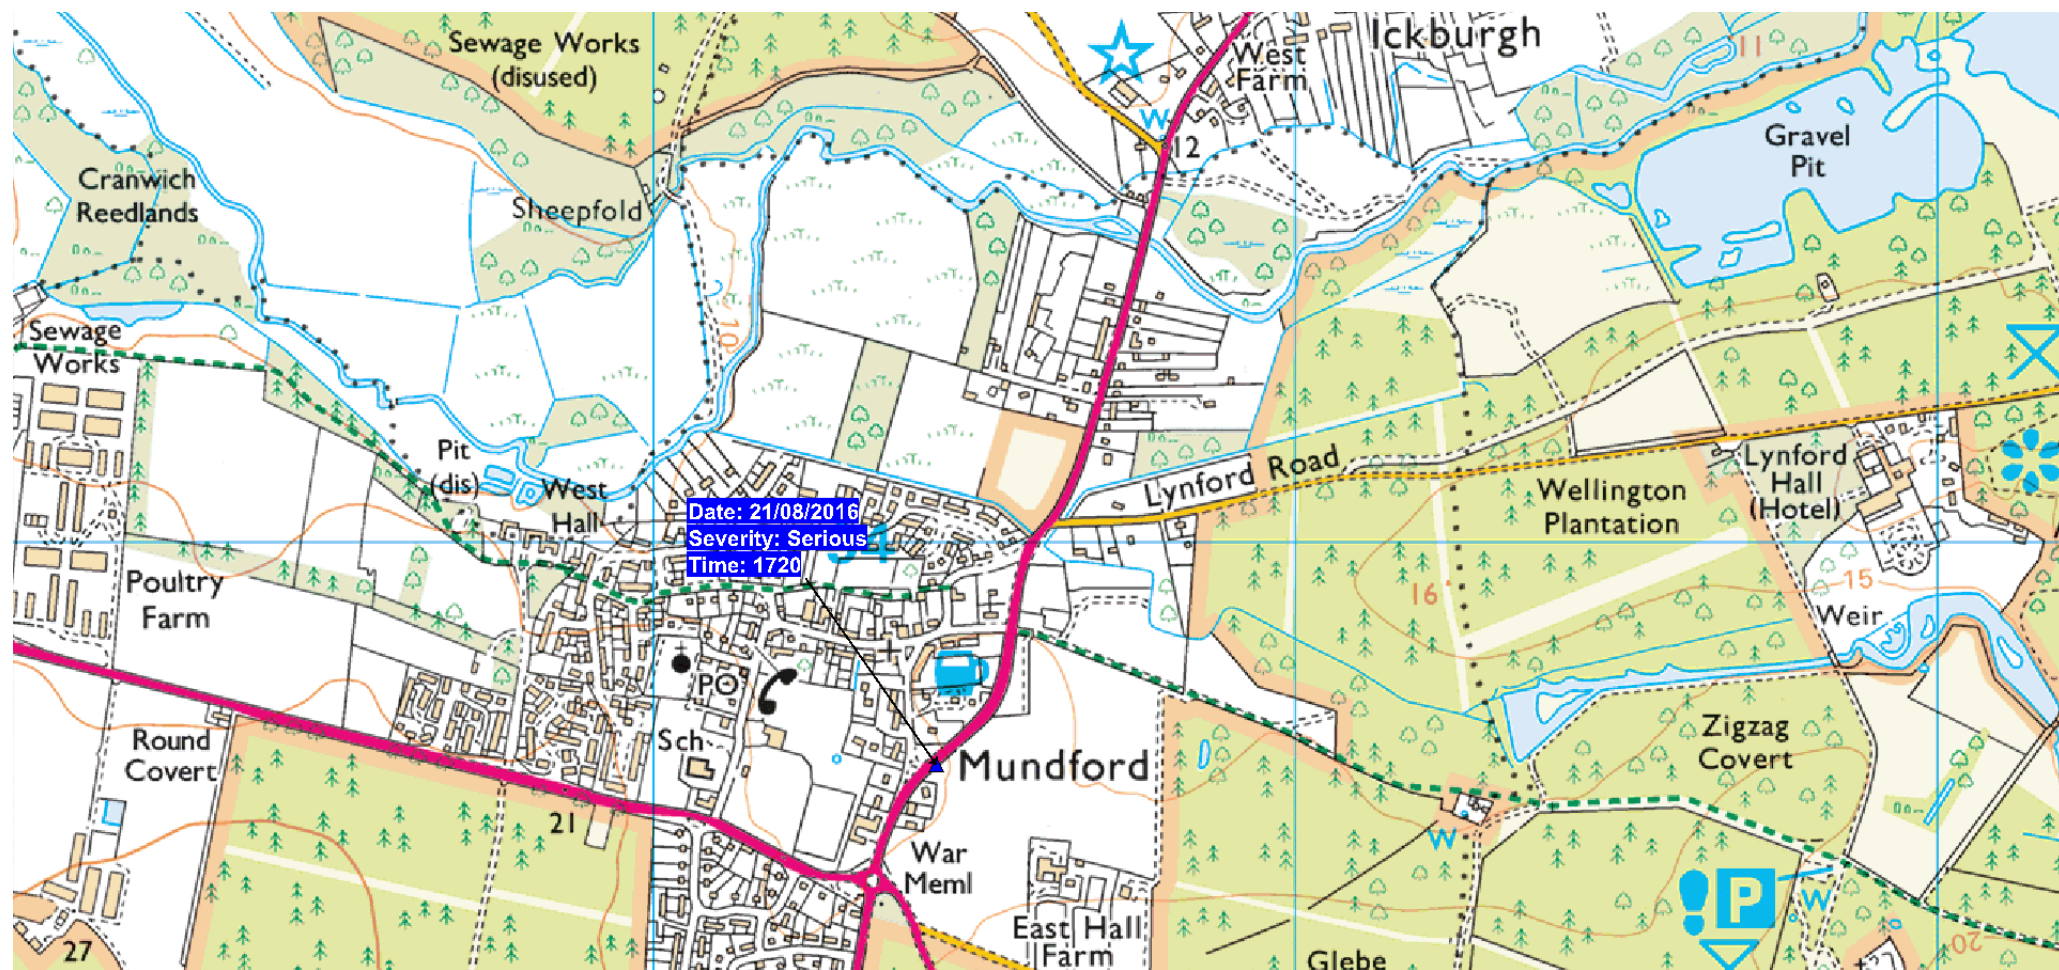 Sewage Works
(disused)
Ickburgh
West
Farm
11
W
12
Gravel
Pit
Cranwich
Reedlands
Sheepfold
10
Sewage
Works
Pit
(dis)
West
Hall
Lynford Road
Lynford
Hall
(Hotel)
Wellington
Plantation
Date: 21/08/2016
Severity: Serious
Time: 1720
94
Poultry
Farm
16
15
Weir
PO
Sch
Mundford
Zigzag
Covert
Round
Covert
21
W
War
Meml
P
W
East Hall
Farm
27
Glebe
20